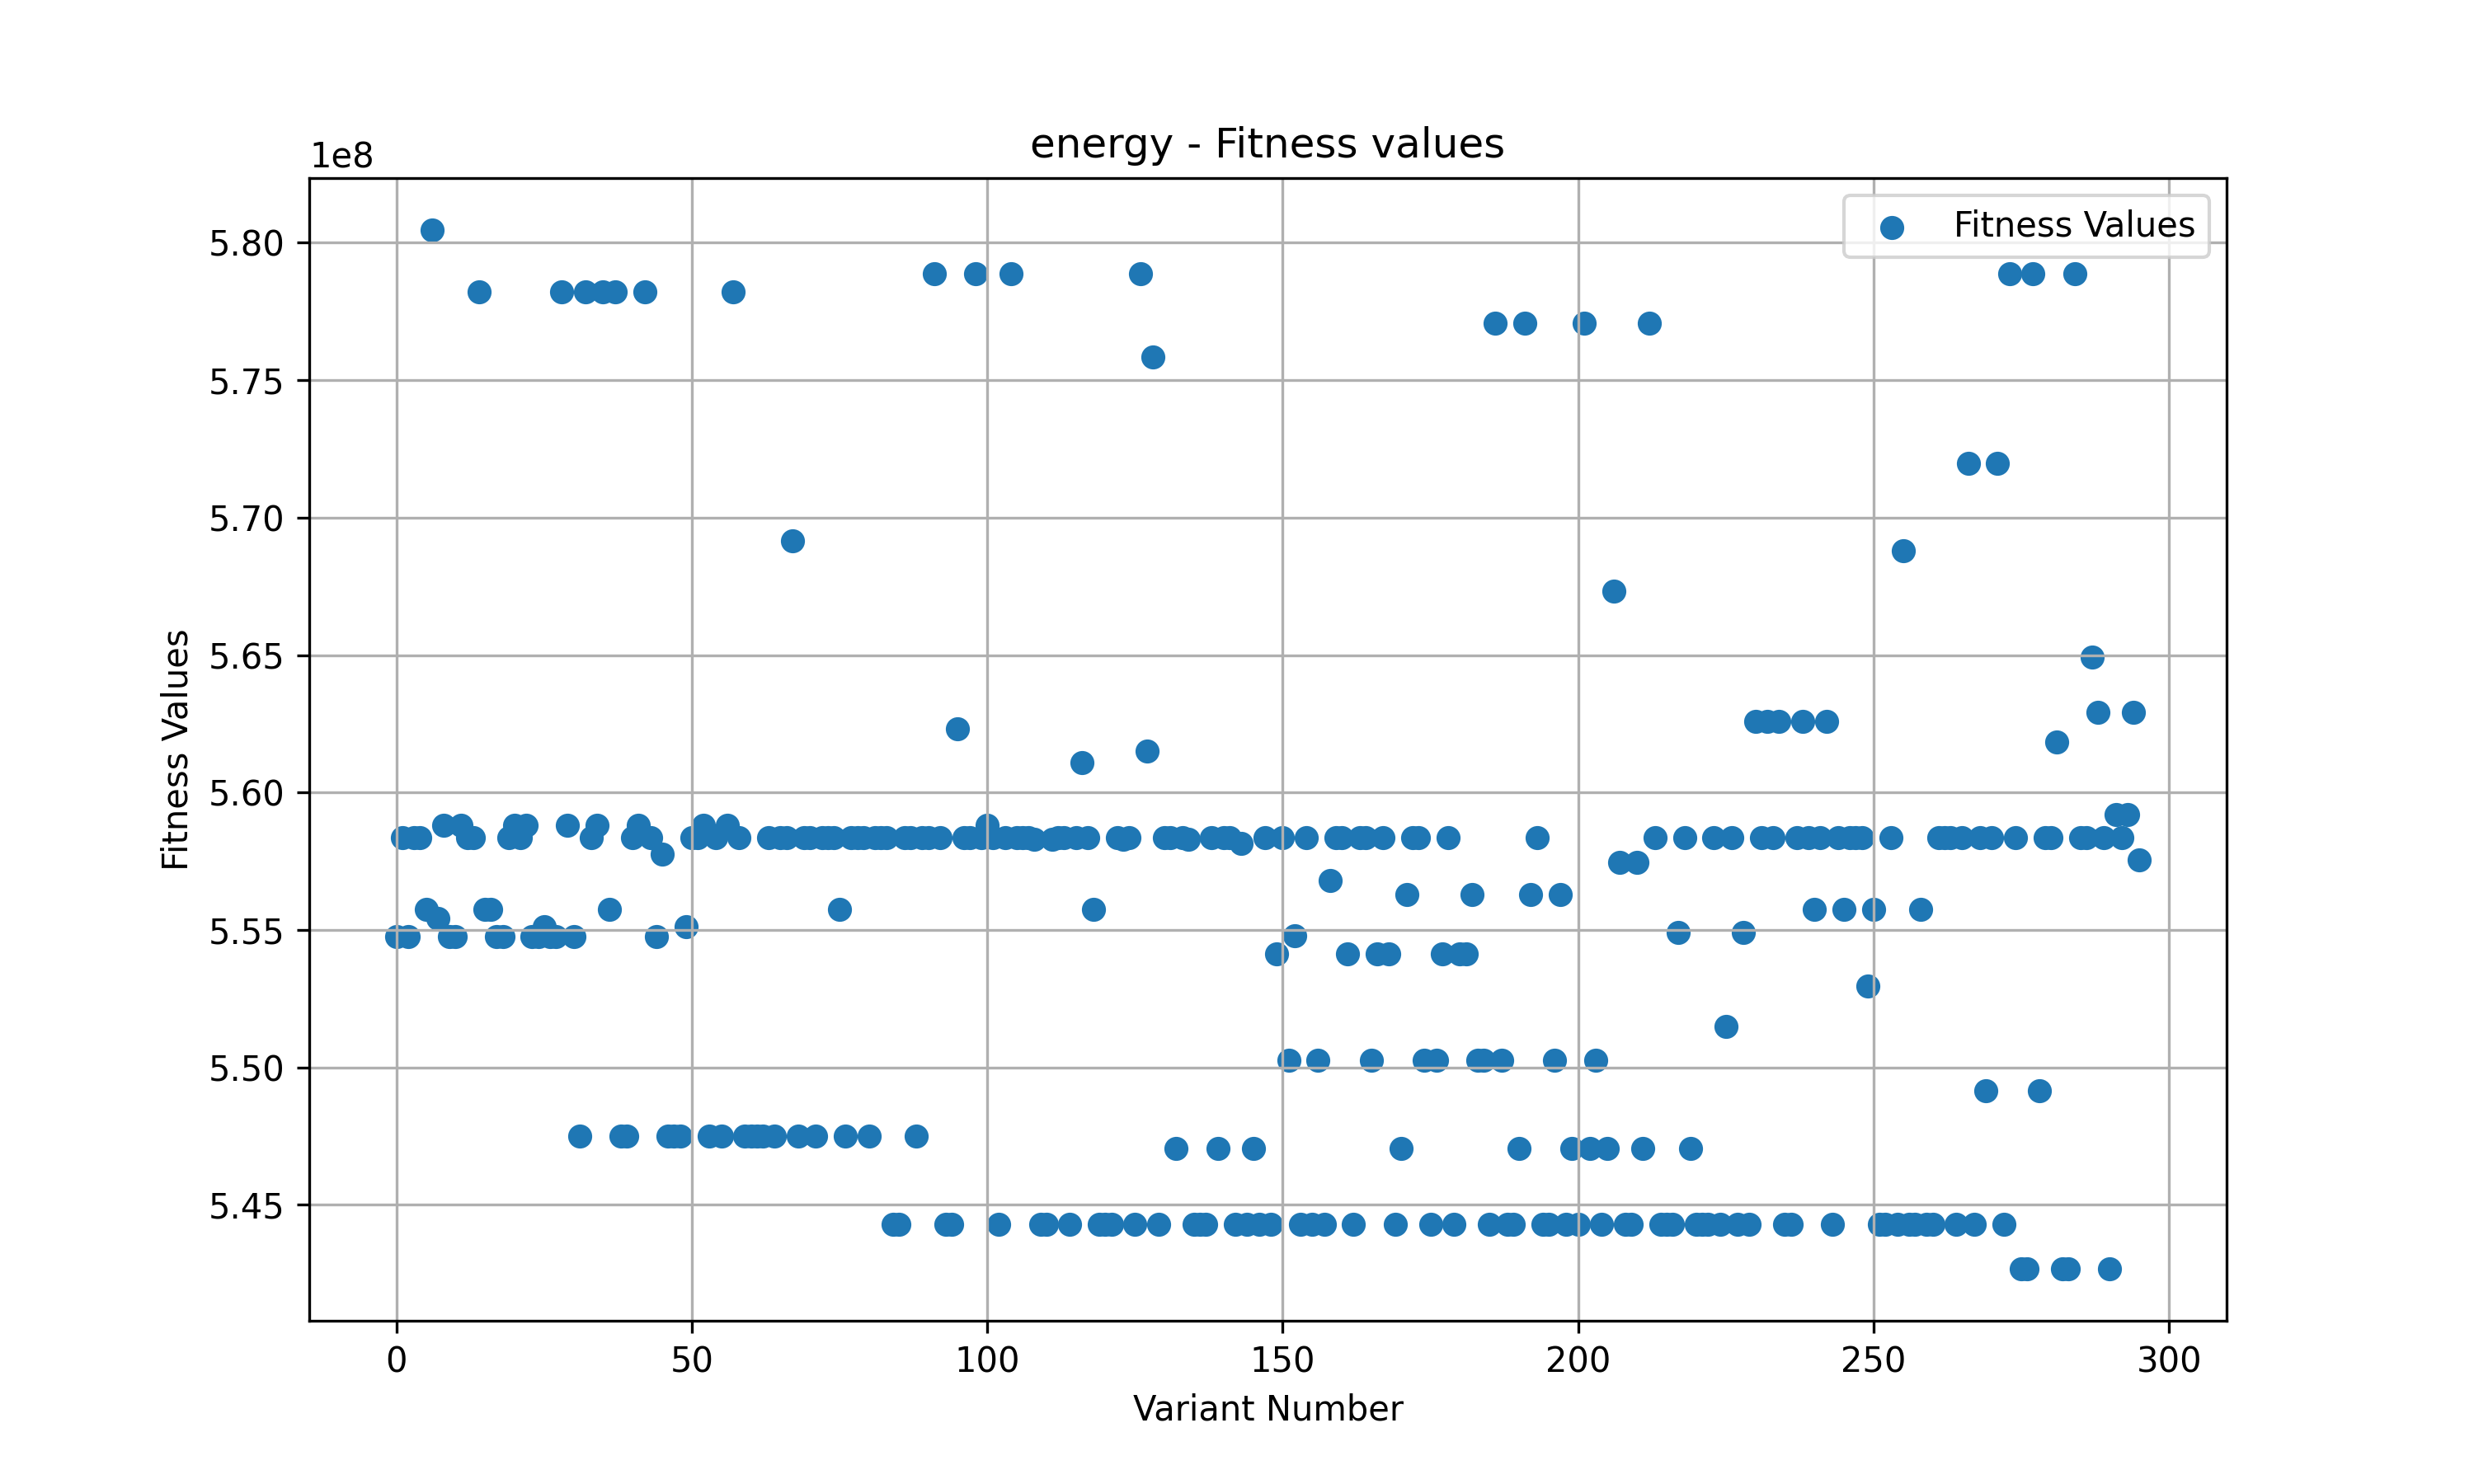 energy - Fitness values
1e8
Fitness Values
5.80
5.75
5.70
5.65
5.60
5.55
5.50
5.45
Fitness Values
0 50 100 150 200 250 300
Variant Number